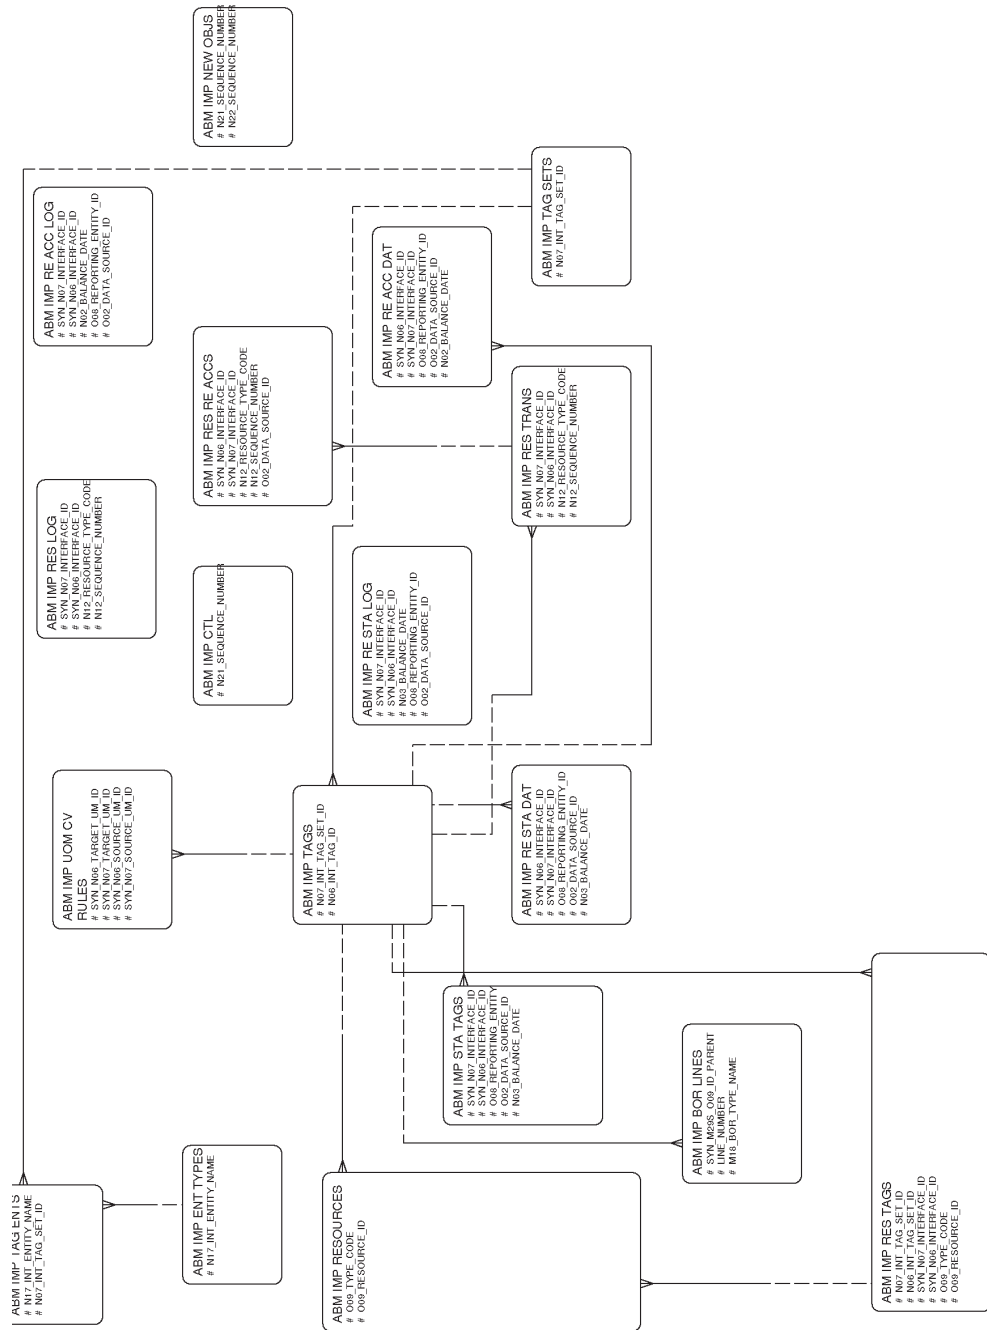 ABM IMP TAG ENTS
# N17_INT_ENTITY_NAME
# N07_INT_TAG_SET_ID
ABM IMP UOM CV
RULES
# SYN_N06_TARGET_UM_ID
# SYN_N07_TARGET_UM_ID
# SYN_N06_SOURCE_UM_ID
# SYN_N07_SOURCE_UM_ID
ABM IMP RES LOG
# SYN_N07_INTERFACE_ID
# SYN_N06_INTERFACE_ID
# N12_RESOURCE_TYPE_CODE
# N12_SEQUENCE_NUMBER
ABM IMP RE ACC LOG
# SYN_N07_INTERFACE_ID
# SYN_N06_INTERFACE_ID
# N02_BALANCE_DATE
# O08_REPORTING_ENTITY_ID
# O02_DATA_SOURCE_ID
ABM IMP ENT TYPES
# N17_INT_ENTITY_NAME
ABM IMP CTL
# N21_SEQUENCE_NUMBER
ABM IMP RES RE ACCS
# SYN_N06_INTERFACE_ID
# SYN_N07_INTERFACE_ID
# N12_RESOURCE_TYPE_CODE
# N12_SEQUENCE_NUMBER
# O02_DATA_SOURCE_ID
ABM IMP NEW OBJS
# N21_SEQUENCE_NUMBER
# N22_SEQUENCE_NUMBER
ABM IMP RESOURCES
# O09_TYPE_CODE
# O09_RESOURCE_ID
ABM IMP TAGS
# N07_INT_TAG_SET_ID
# N06_INT_TAG_ID
ABM IMP RE STA LOG
# SYN_N07_INTERFACE_ID
# SYN_N06_INTERFACE_ID
# N03_BALANCE_DATE
# O08_REPORTING_ENTITY_ID
# O02_DATA_SOURCE_ID
ABM IMP RE ACC DAT
# SYN_N06_INTERFACE_ID
# SYN_N07_INTERFACE_ID
# O08_REPORTING_ENTITY_ID
# O02_DATA_SOURCE_ID
# N02_BALANCE_DATE
ABM IMP STA TAGS
# SYN_N07_INTERFACE_ID
# SYN_N06_INTERFACE_ID
# O08_REPORTING_ENTITY
# O02_DATA_SOURCE_ID
# N03_BALANCE_DATE
ABM IMP RE STA DAT
# SYN_N06_INTERFACE_ID
# SYN_N07_INTERFACE_ID
# O08_REPORTING_ENTITY_ID
# O02_DATA_SOURCE_ID
# N03_BALANCE_DATE
ABM IMP RES TRANS
# SYN_N07_INTERFACE_ID
# SYN_N06_INTERFACE_ID
# N12_RESOURCE_TYPE_CODE
# N12_SEQUENCE_NUMBER
ABM IMP TAG SETS
# N07_INT_TAG_SET_ID
ABM IMP BOR LINES
# SYN_M29S_O09_ID_PARENT
# LINE_NUMBER
# M18_BOR_TYPE_NAME
ABM IMP RES TAGS
# N07_INT_TAG_SET_ID
# N06_INT_TAG_SET_ID
# SYN_N07_INTERFACE_ID
# SYN_N06_INTERFACE_ID
# O09_TYPE_CODE
# O09_RESOURCE_ID